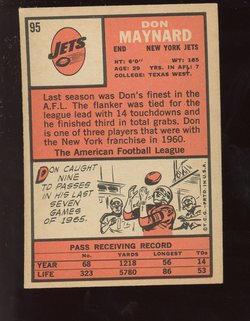 95
JETS
DON
MAYNARD
END NEW YORK JETS
HT: 6'0" WT: 185
AGE: 29 YRS. IN AFL: 7
COLLEGE: TEXAS WEST.
Last season was Don's finest in the
A.F.L. The flanker was tied for the
league lead with 14 touchdowns and
he finished third in total grabs. Don
is one of three players that were with
the New York franchise in 1960.
The American Football League
DON CAUGHT
NINE
TD PASSES
IN HIS LAST
SEVEN
GAMES
OF 1965.
© T.C.G. PRTD. IN U.S.A.
PASS RECEIVING RECORD
No. YARDS LONGEST TDs
YEAR 68 1218 56 14
LIFE 323 5780 86 53